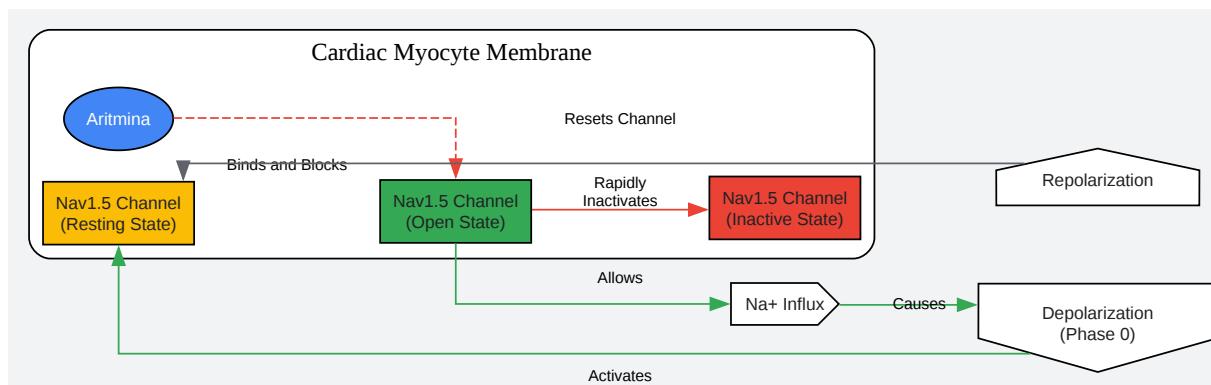 Cardiac Myocyte Membrane
Aritmina
Resets Channel
Binds and Blocks
Repolarization
Nav1.5 Channel
(Resting State)
Nav1.5 Channel
(Open State)
Rapidly
Inactivates
Nav1.5 Channel
(Inactive State)
Allows
Na+ Influx
Causes
Depolarization
(Phase 0)
Activates